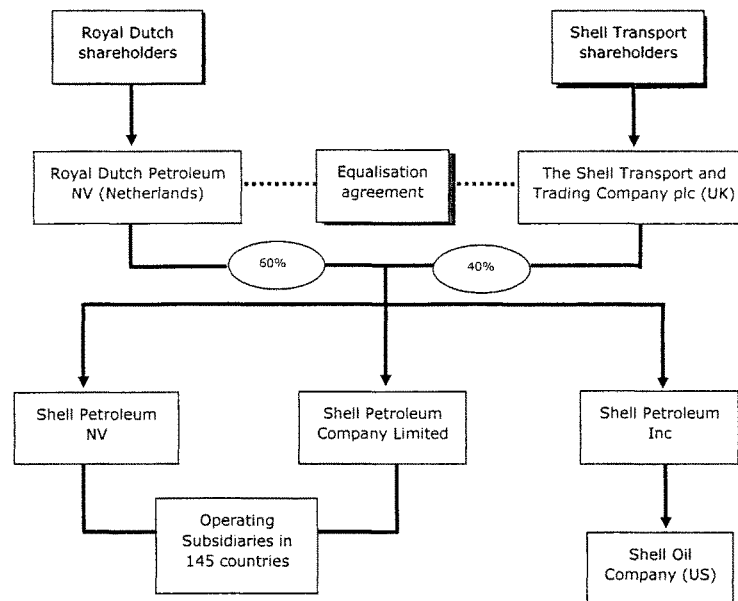 Royal Dutch
shareholders
Shell Transport
shareholders
Royal Dutch Petroleum
NV (Netherlands)
Equalisation
agreement
The Shell Transport and
Trading Company plc (UK)
60%
40%
Shell Petroleum
NV
Shell Petroleum
Company Limited
Shell Petroleum
Inc
Operating
Subsidiaries in
145 countries
Shell Oil
Company (US)